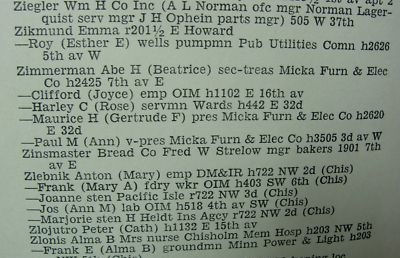 Ziegler Wm H Co Inc (A L Norman ofc mgr Norman Lager-
quist serv mgr J H Ophein parts mgr) 505 W 37th
Zikmund Emma r201½ E Howard
—Roy (Esther E) wells pumpmn Pub Utilities Comn h2626
5th av W
Zimmerman Abe H (Beatrice) sec-treas Micka Furn & Elec
Co h2425 7th av E
—Clifford (Joyce) emp OIM h1102 E 16th av
—Harley C (Rose) servmn Wards h442 E 32d
—Maurice H (Gertrude F) pres Micka Furn & Elec Co h2620
E 32d
—Paul M (Ann) v-pres Micka Furn & Elec Co h3505 3d av W
Zinsmaster Bread Co Fred W Strelow mgr bakers 1901 7th
av E
Zlebnik Anton (Mary) emp DM&IR h722 NW 2d (Chis)
—Frank (Mary A) fdry wkr OIM h403 SW 6th (Chis)
—Joanne sten Pacific Isle r722 NW 3d (Chis)
—Jos (Ann M) lab OIM h518 4th av SW (Chis)
—Marjorie sten H Heldt Ins Agcy r722 NW 2d (Chis)
Zlojutro Peter (Cath) h1132 E 15th av
Zlonis Alma B Mrs nurse Chisholm Mem Hosp h203 NW 5th
—Frank E (Alma B) groundmn Minn Power & Light h203